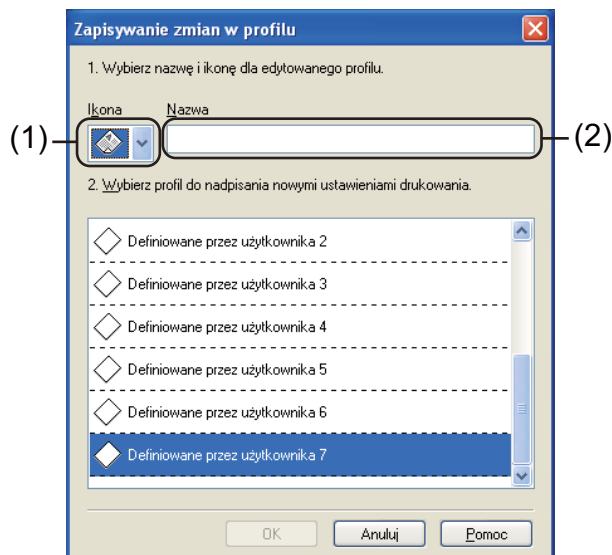 Zapisywanie zmian w profilu
1. Wybierz nazwę i ikonę dla edytowanego profilu.
Ikona Nazwa
(1) (2)
2. Wybierz profil do nadpisania nowymi ustawieniami drukowania.
Definiowane przez użytkownika 2
Definiowane przez użytkownika 3
Definiowane przez użytkownika 4
Definiowane przez użytkownika 5
Definiowane przez użytkownika 6
Definiowane przez użytkownika 7
OK Anuluj Pomoc